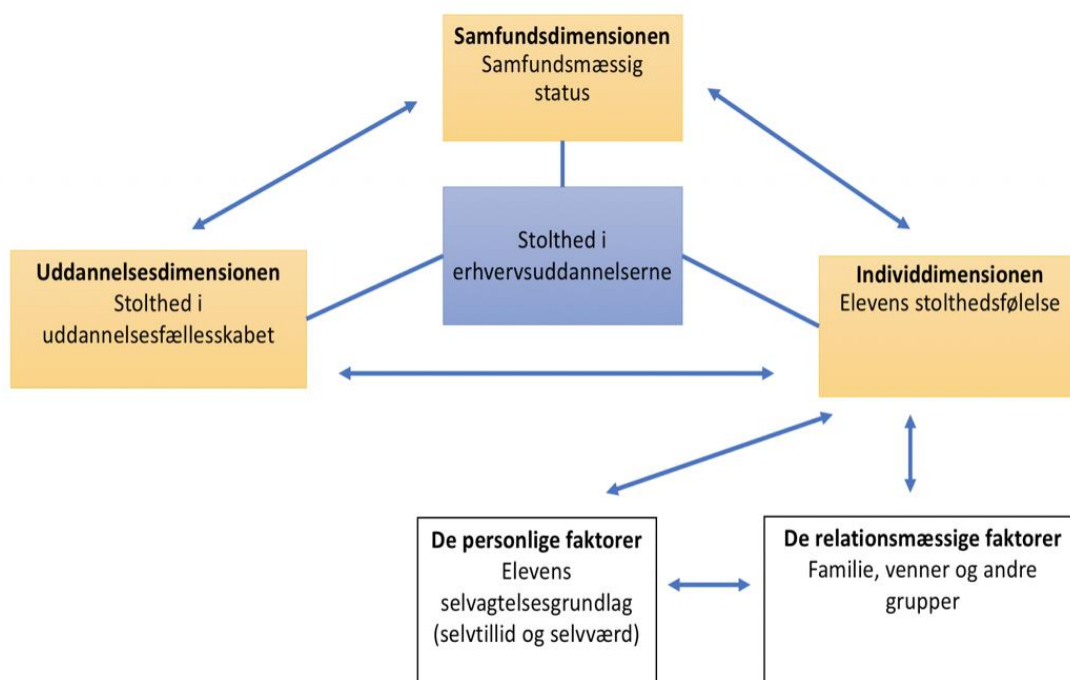 Samfundsdimensionen
Samfundsmæssig
status
Stolthed i
erhvervsuddannelserne
Uddannelsesdimensionen
Stolthed i
uddannelsesfællesskabet
Individdimensionen
Elevens stolthedsfølelse
De personlige faktorer
Elevens
selvagtelsesgrundlag
(selvtillid og selvværd)
De relationsmæssige faktorer
Familie, venner og andre
grupper